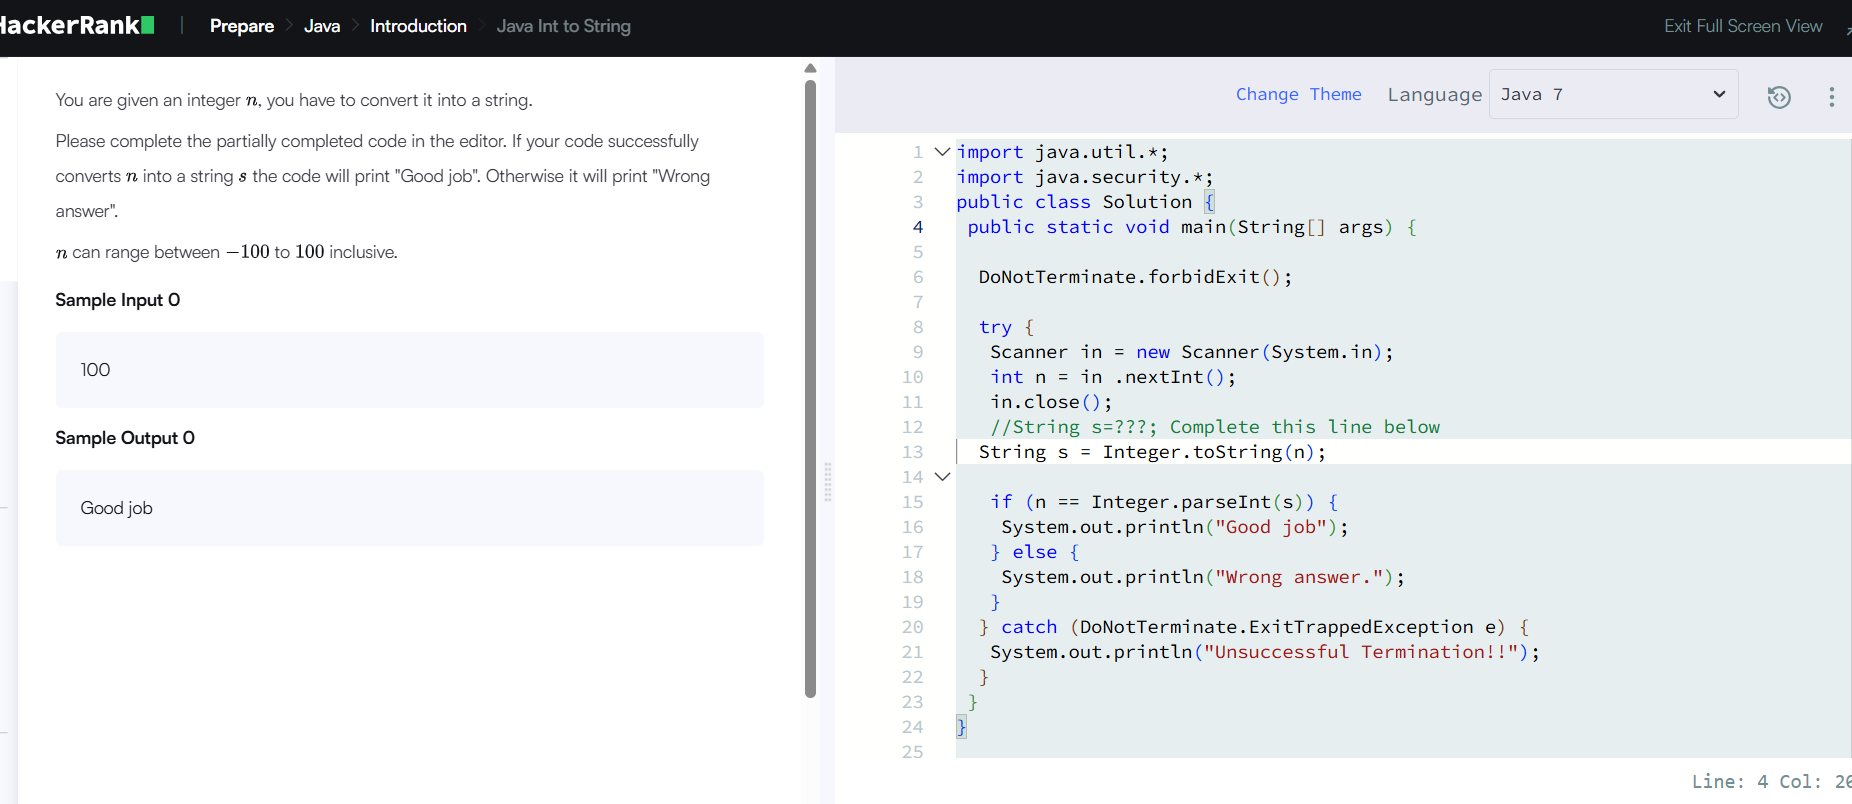 HackerRank
Prepare > Java > Introduction > Java Int to String
Exit Full Screen View
You are given an integer n, you have to convert it into a string.
Please complete the partially completed code in the editor. If your code successfully
converts n into a string s the code will print "Good job". Otherwise it will print "Wrong
answer".
n can range between −100 to 100 inclusive.
Sample Input 0
100
Sample Output 0
Good job
Change Theme Language Java 7
1 import java.util.*;
2 import java.security.*;
3 public class Solution {
4 public static void main(String[] args) {
5
6 DoNotTerminate.forbidExit();
7
8 try {
9 Scanner in = new Scanner(System.in);
10 int n = in .nextInt();
11 in.close();
12 //String s=???; Complete this line below
13 String s = Integer.toString(n);
14
15 if (n == Integer.parseInt(s)) {
16 System.out.println("Good job");
17 } else {
18 System.out.println("Wrong answer.");
19 }
20 } catch (DoNotTerminate.ExitTrappedException e) {
21 System.out.println("Unsuccessful Termination!!");
22 }
23 }
24 }
25
Line: 4 Col: